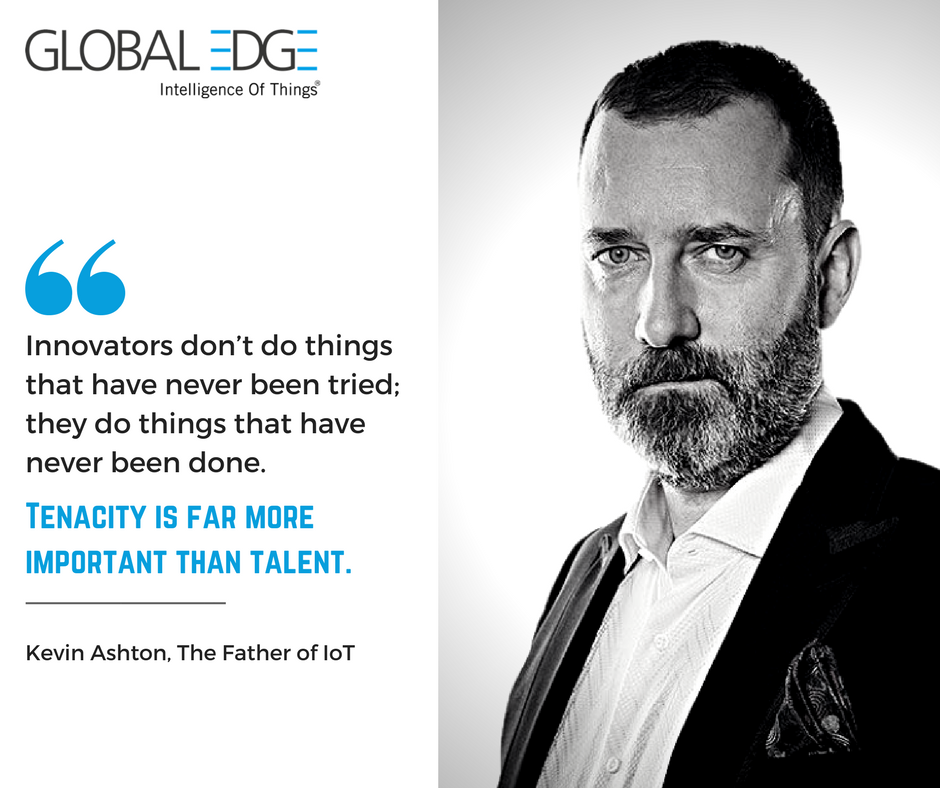 GLOBAL EDGE
Intelligence Of Things®
Innovators don’t do things
that have never been tried;
they do things that have
never been done.
TENACITY IS FAR MORE
IMPORTANT THAN TALENT.
Kevin Ashton, The Father of IoT